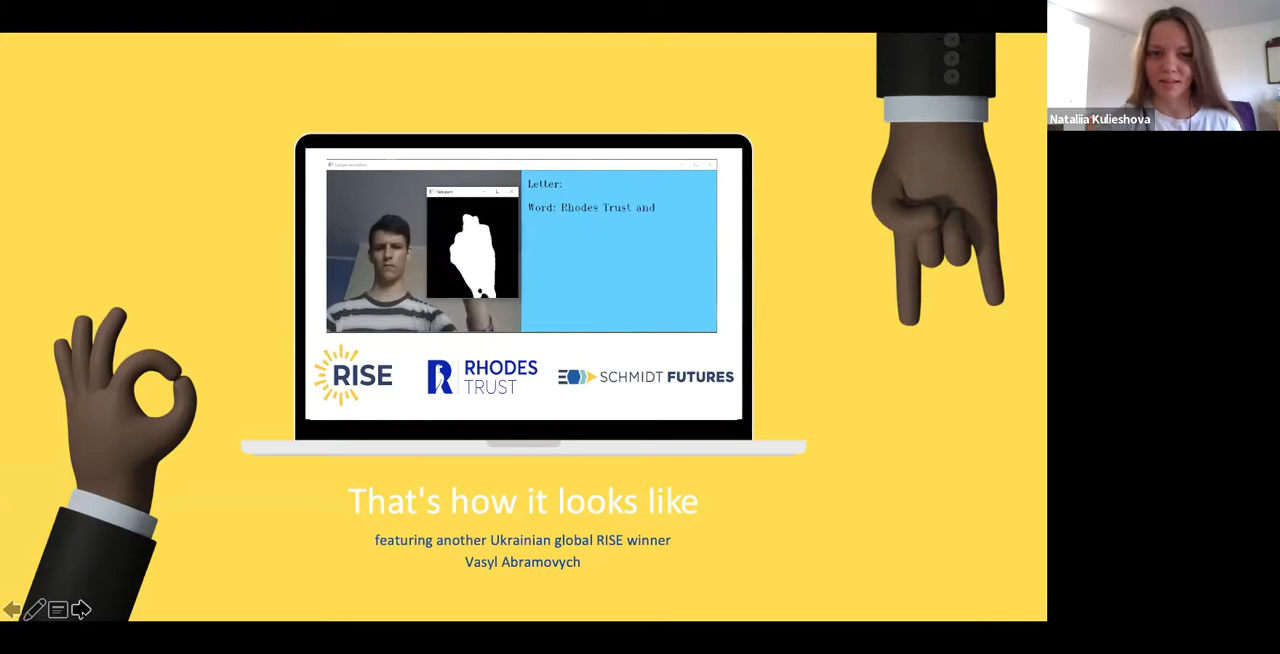 Nataliia Kulieshova
Letter:
Word: Rhodes Trust and
RISE
RHODES
TRUST
SCHMIDT FUTURES
That's how it looks like
featuring another Ukrainian global RISE winner
Vasyl Abramovych